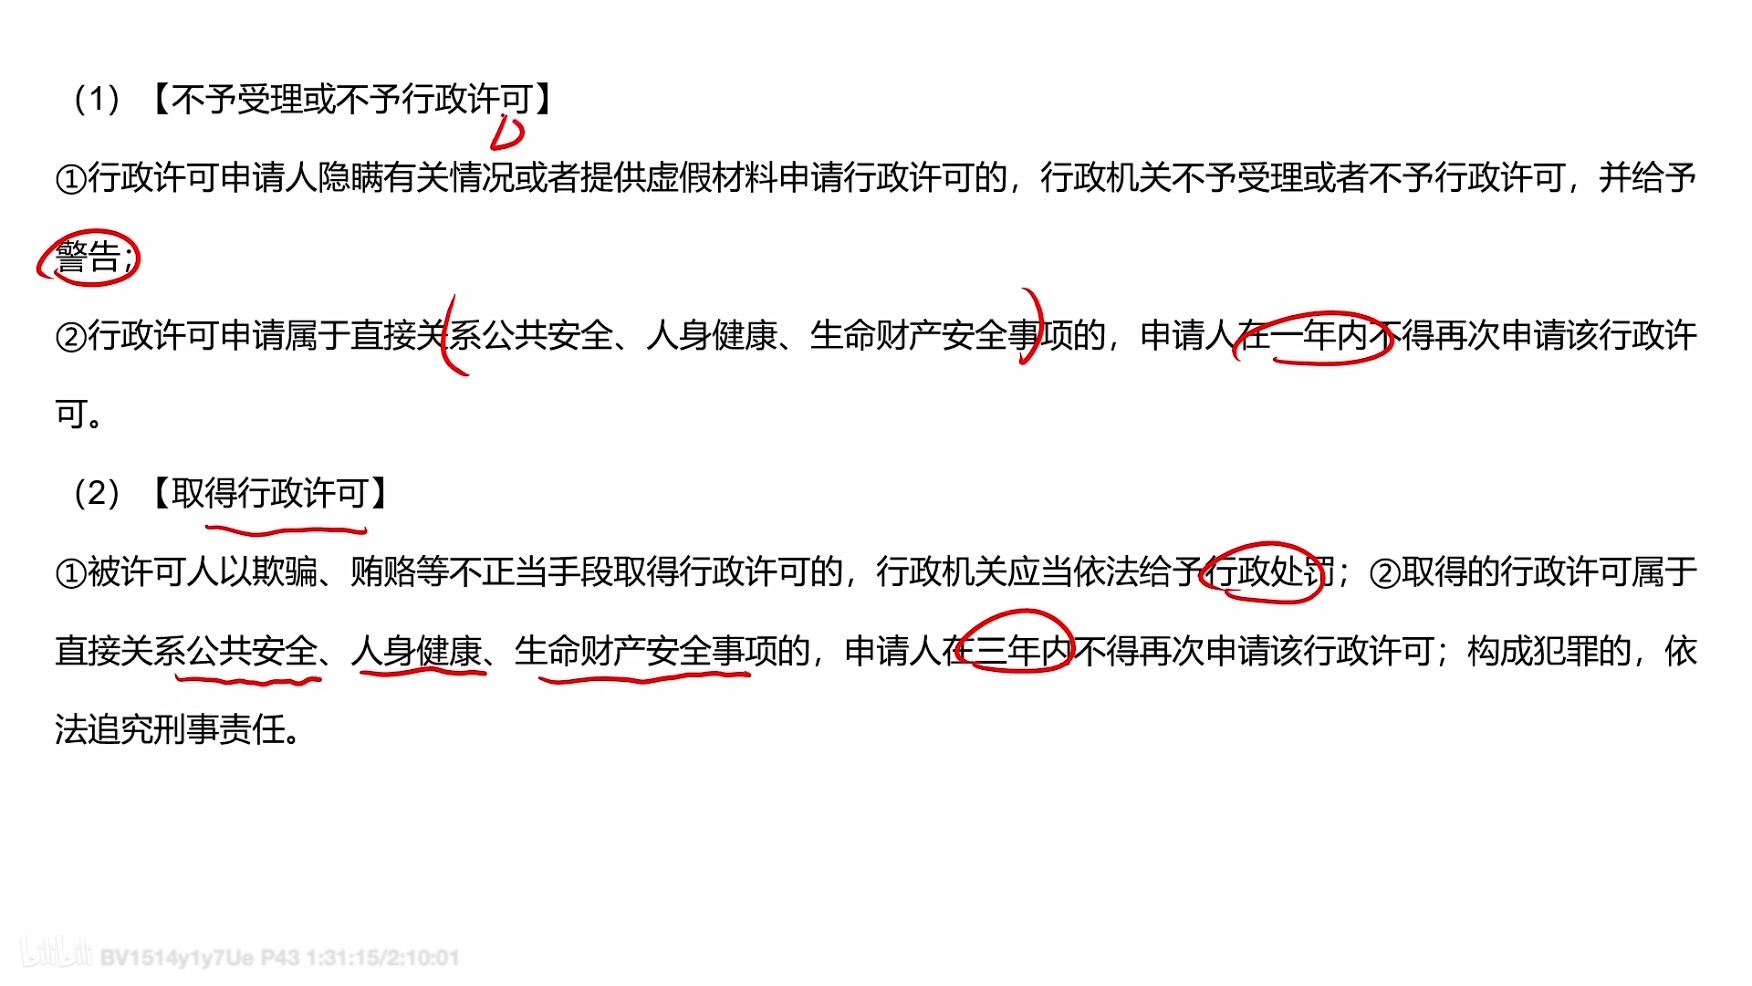 （1）【不予受理或不予行政许可】
①行政许可申请人隐瞒有关情况或者提供虚假材料申请行政许可的，行政机关不予受理或者不予行政许可，并给予
警告；
②行政许可申请属于直接关系公共安全、人身健康、生命财产安全事项的，申请人在一年内不得再次申请该行政许
可。
（2）【取得行政许可】
①被许可人以欺骗、贿赂等不正当手段取得行政许可的，行政机关应当依法给予行政处罚；②取得的行政许可属于
直接关系公共安全、人身健康、生命财产安全事项的，申请人在三年内不得再次申请该行政许可；构成犯罪的，依
法追究刑事责任。
bilibili BV1514y1y7Ue P43 1:31:15/2:10:01